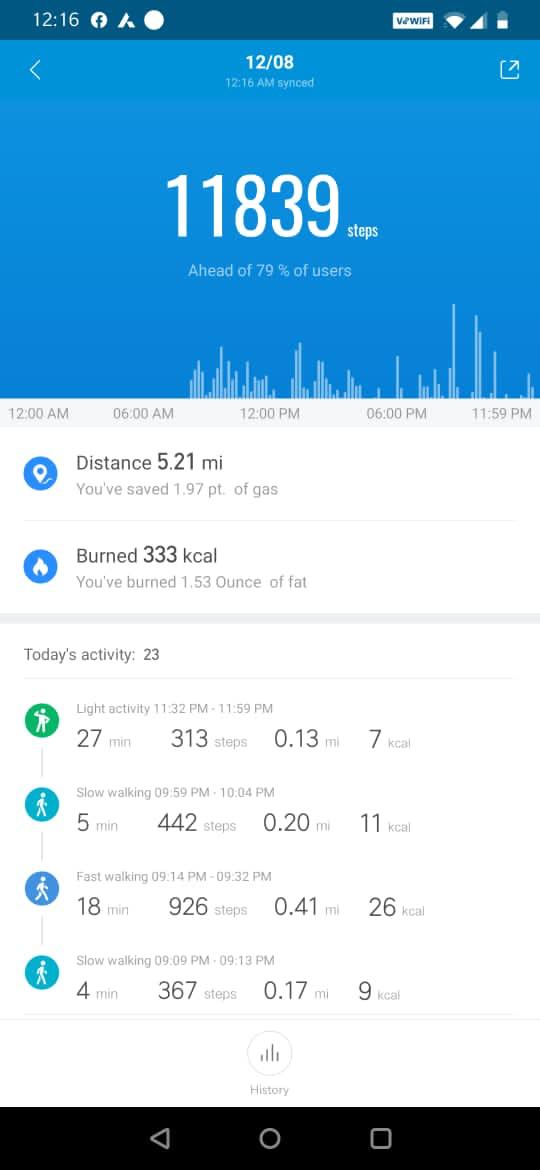 12:16
VoWiFi
12/08
12:16 AM synced
11839 steps
Ahead of 79 % of users
12:00 AM 06:00 AM 12:00 PM 06:00 PM 11:59 PM
Distance 5.21 mi
You've saved 1.97 pt. of gas
Burned 333 kcal
You've burned 1.53 Ounce of fat
Today's activity: 23
Light activity 11:32 PM - 11:59 PM
27 min 313 steps 0.13 mi 7 kcal
Slow walking 09:59 PM - 10:04 PM
5 min 442 steps 0.20 mi 11 kcal
Fast walking 09:14 PM - 09:32 PM
18 min 926 steps 0.41 mi 26 kcal
Slow walking 09:09 PM - 09:13 PM
4 min 367 steps 0.17 mi 9 kcal
History